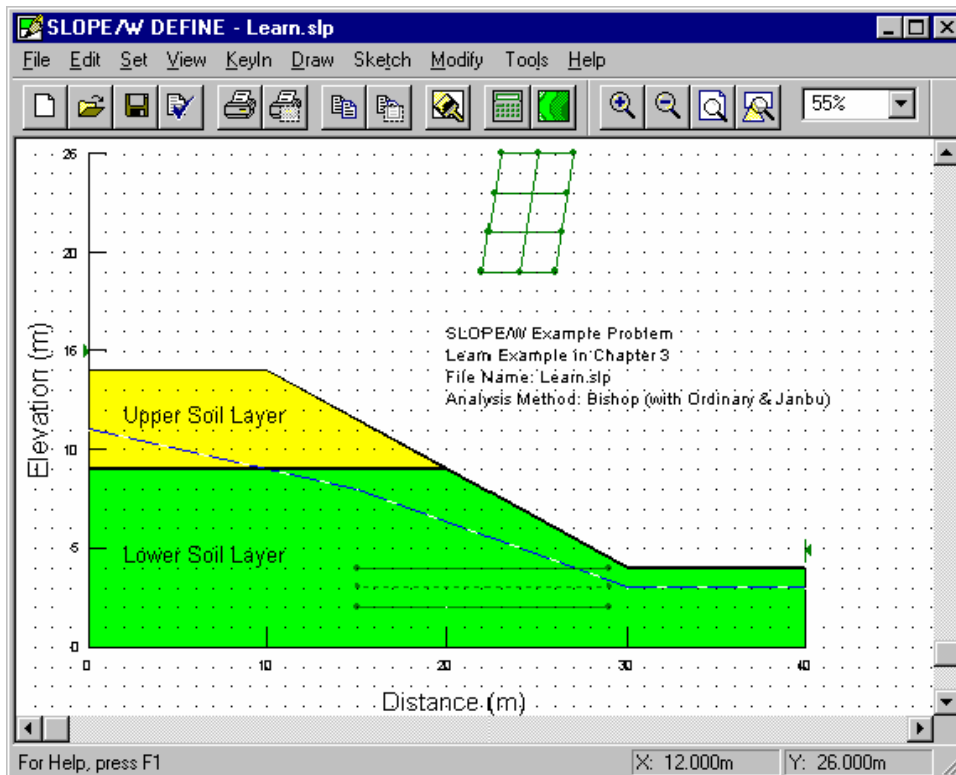 SLOPE/W DEFINE - Learn.slp
File Edit Set View KeyIn Draw Sketch Modify Tools Help
55%
25
20
15
10
5
0
Elevation (m)
SLOPE/W Example Problem
Learn Example in Chapter 3
File Name: Learn.slp
Analysis Method: Bishop (with Ordinary & Janbu)
Upper Soil Layer
Lower Soil Layer
0 10 20 30 40
Distance (m)
For Help, press F1 X: 12.000m Y: 26.000m